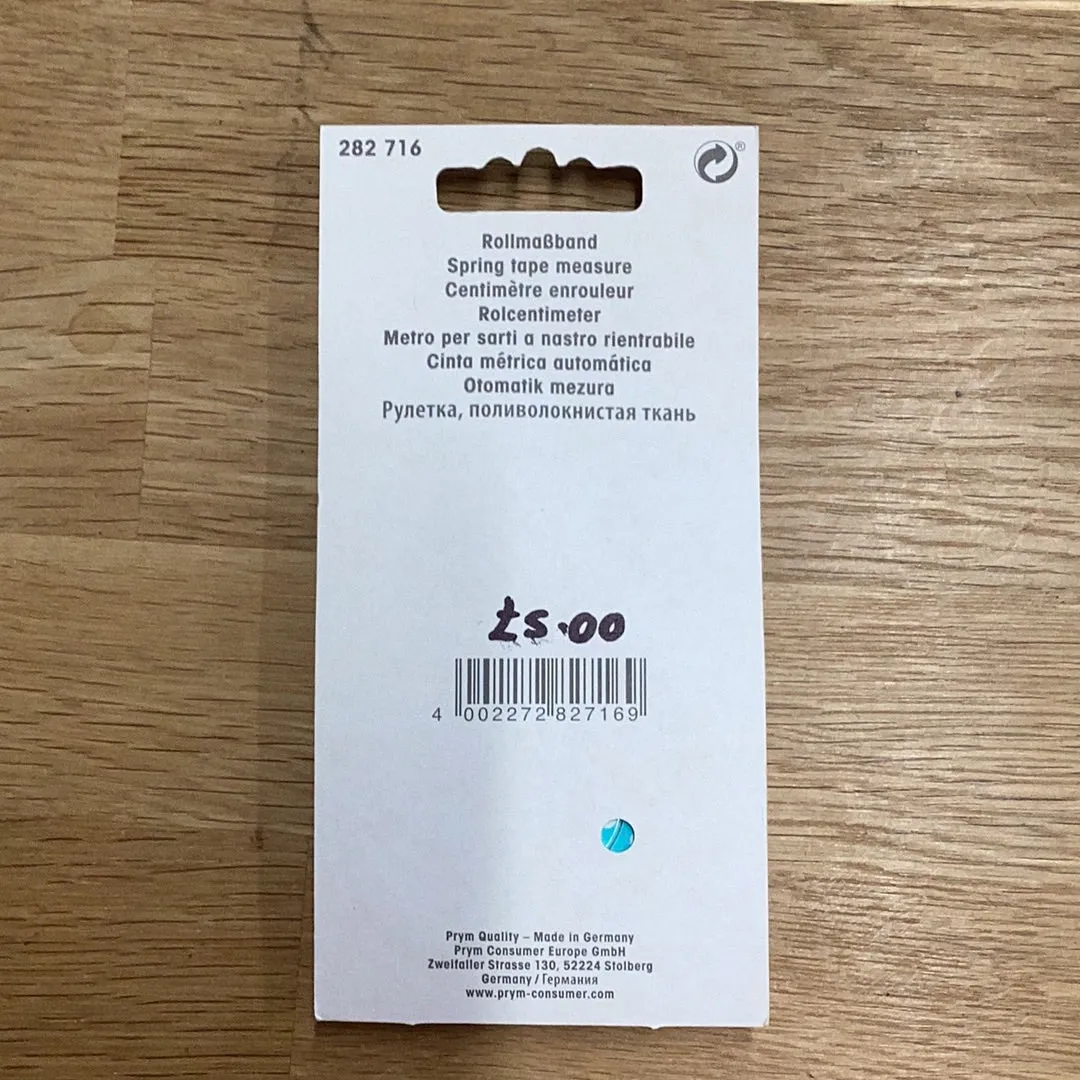 282 716
®
Rollmaßband
Spring tape measure
Centimètre enrouleur
Rolcentimeter
Metro per sarti a nastro rientrabile
Cinta métrica automática
Otomatik mezura
Рулетка, поливолокнистая ткань
£5.00
4 002272 827169
Prym Quality – Made in Germany
Prym Consumer Europe GmbH
Zweifaller Strasse 130, 52224 Stolberg
Germany / Германия
www.prym-consumer.com